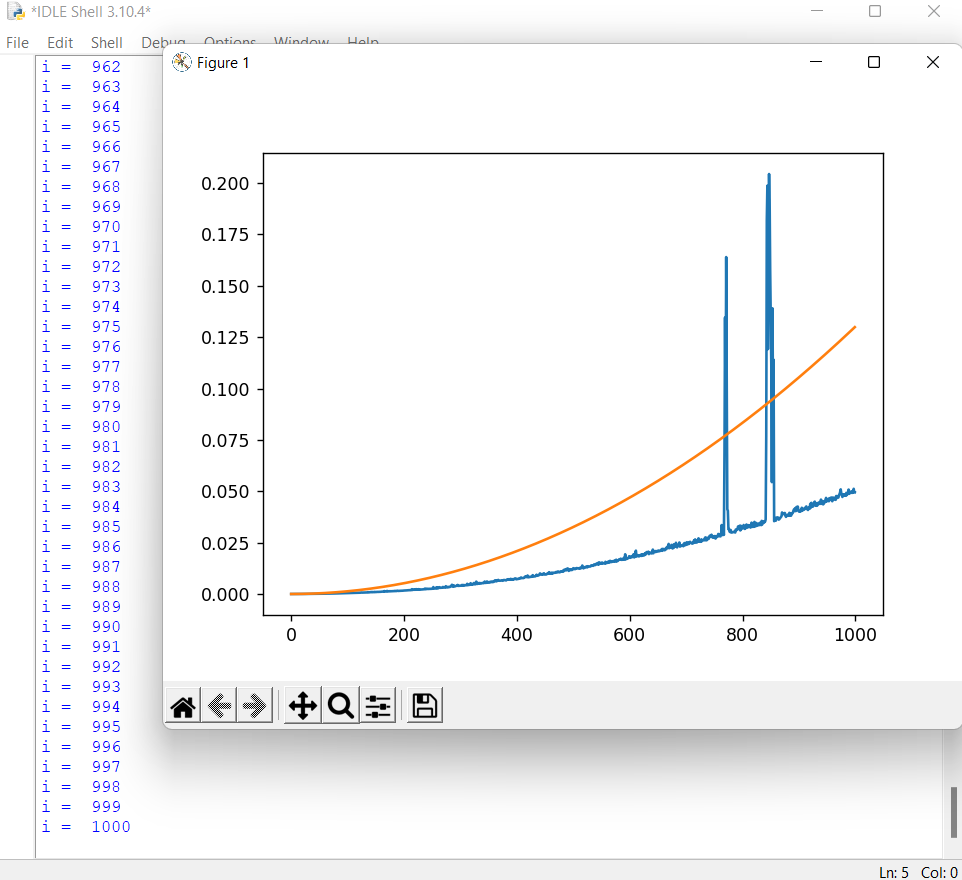 *IDLE Shell 3.10.4*
File Edit Shell Debug Options Window Help
i = 962
i = 963
i = 964
i = 965
i = 966
i = 967
i = 968
i = 969
i = 970
i = 971
i = 972
i = 973
i = 974
i = 975
i = 976
i = 977
i = 978
i = 979
i = 980
i = 981
i = 982
i = 983
i = 984
i = 985
i = 986
i = 987
i = 988
i = 989
i = 990
i = 991
i = 992
i = 993
i = 994
i = 995
i = 996
i = 997
i = 998
i = 999
i = 1000
Figure 1
0.200
0.175
0.150
0.125
0.100
0.075
0.050
0.025
0.000
0 200 400 600 800 1000
Ln: 5 Col: 0